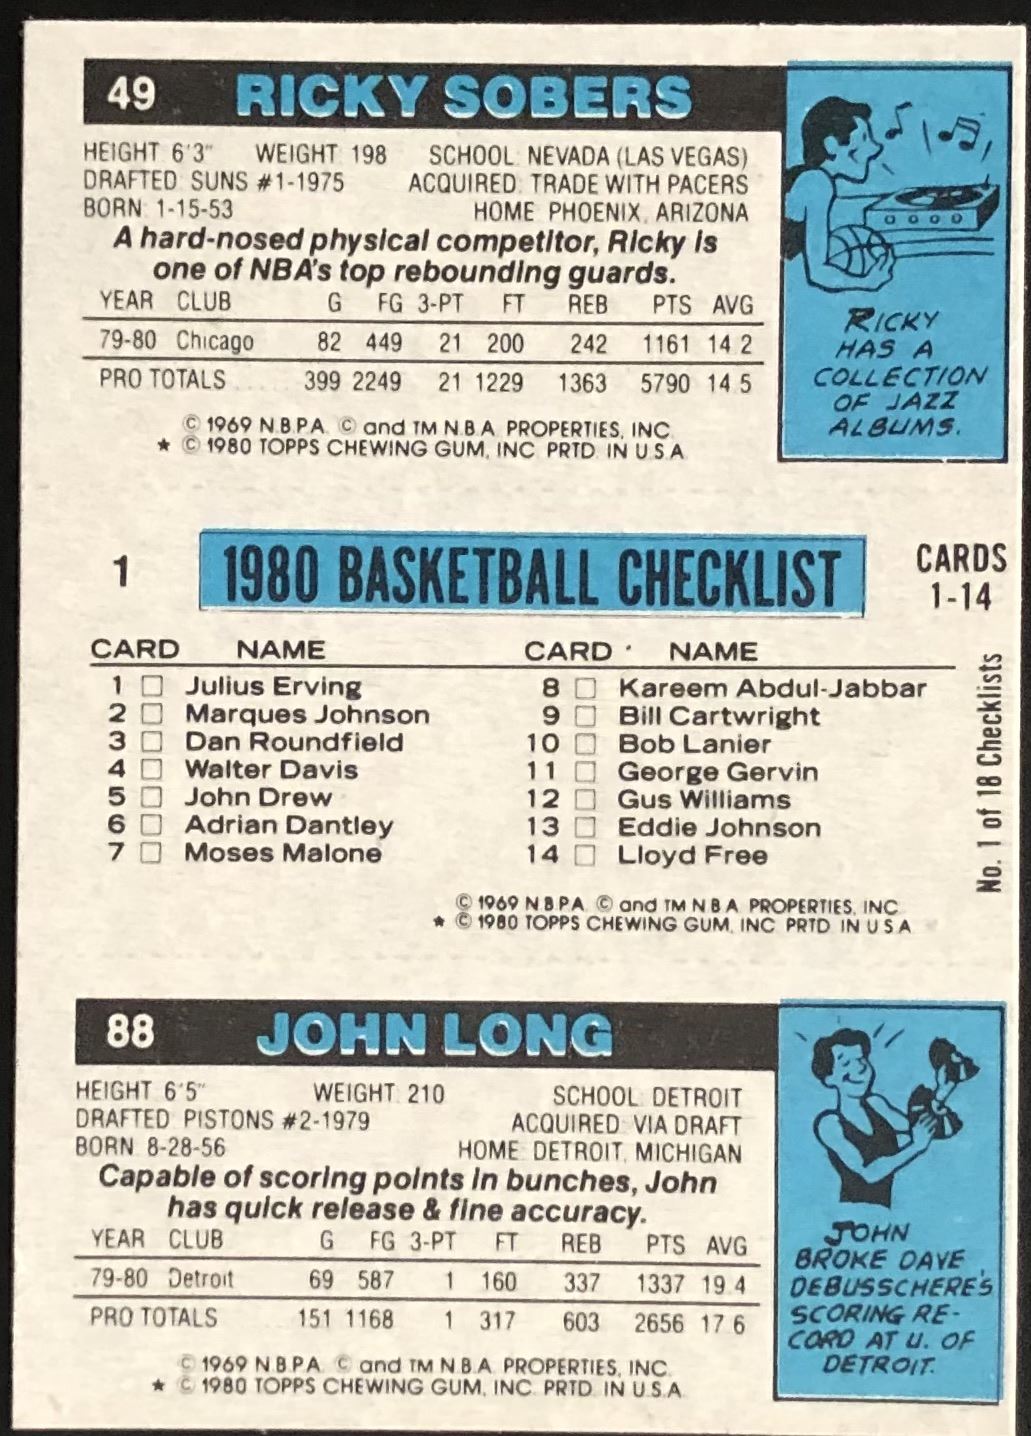 49 RICKY SOBERS
HEIGHT 6'3" WEIGHT 198 SCHOOL: NEVADA (LAS VEGAS)
DRAFTED SUNS #1-1975 ACQUIRED: TRADE WITH PACERS
BORN 1-15-53 HOME PHOENIX, ARIZONA
A hard-nosed physical competitor, Ricky is
one of NBA's top rebounding guards.
YEAR CLUB G FG 3-PT FT REB PTS AVG
79-80 Chicago 82 449 21 200 242 1161 14.2
PRO TOTALS 399 2249 21 1229 1363 5790 14.5
© 1969 N.B.P.A. © and TM N.B.A. PROPERTIES, INC.
★ © 1980 TOPPS CHEWING GUM, INC. PRTD. IN U.S.A.
RICKY
HAS A
COLLECTION
OF JAZZ
ALBUMS.
1 1980 BASKETBALL CHECKLIST CARDS
1-14
CARD NAME CARD NAME
1 □ Julius Erving 8 □ Kareem Abdul-Jabbar
2 □ Marques Johnson 9 □ Bill Cartwright
3 □ Dan Roundfield 10 □ Bob Lanier
4 □ Walter Davis 11 □ George Gervin
5 □ John Drew 12 □ Gus Williams
6 □ Adrian Dantley 13 □ Eddie Johnson
7 □ Moses Malone 14 □ Lloyd Free
No. 1 of 18 Checklists
© 1969 N.B.P.A. © and TM N.B.A. PROPERTIES, INC.
★ © 1980 TOPPS CHEWING GUM, INC. PRTD. IN U.S.A.
88 JOHN LONG
HEIGHT 6'5" WEIGHT 210 SCHOOL: DETROIT
DRAFTED PISTONS #2-1979 ACQUIRED: VIA DRAFT
BORN 8-28-56 HOME: DETROIT, MICHIGAN
Capable of scoring points in bunches, John
has quick release & fine accuracy.
YEAR CLUB G FG 3-PT FT REB PTS AVG
79-80 Detroit 69 587 1 160 337 1337 19.4
PRO TOTALS 151 1168 1 317 603 2656 17.6
© 1969 N.B.P.A. © and TM N.B.A. PROPERTIES, INC.
★ © 1980 TOPPS CHEWING GUM, INC. PRTD. IN U.S.A.
JOHN
BROKE DAVE
DEBUSSCHERE'S
SCORING RE-
CORD AT U. OF
DETROIT.